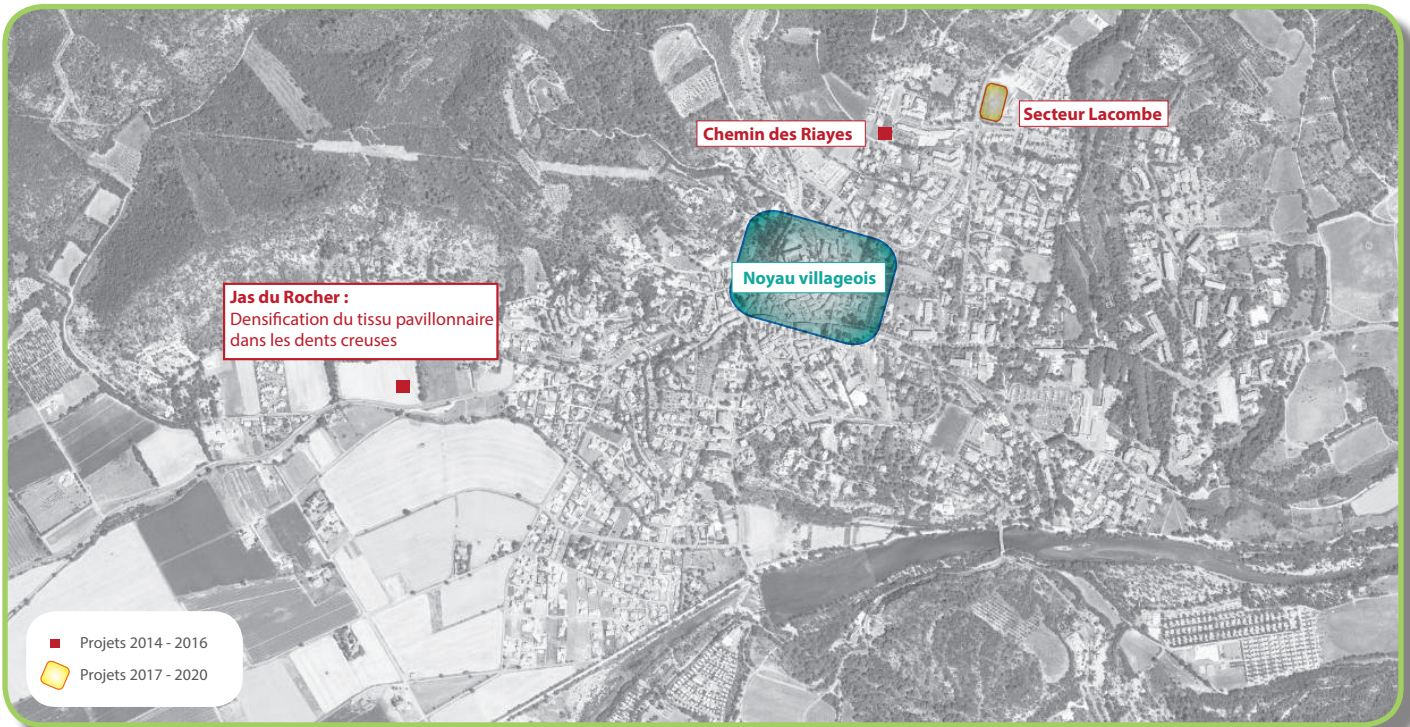 Secteur Lacombe
Chemin des Riayes
Noyau villageois
Jas du Rocher :
Densification du tissu pavillonnaire
dans les dents creuses
Projets 2014 - 2016
Projets 2017 - 2020